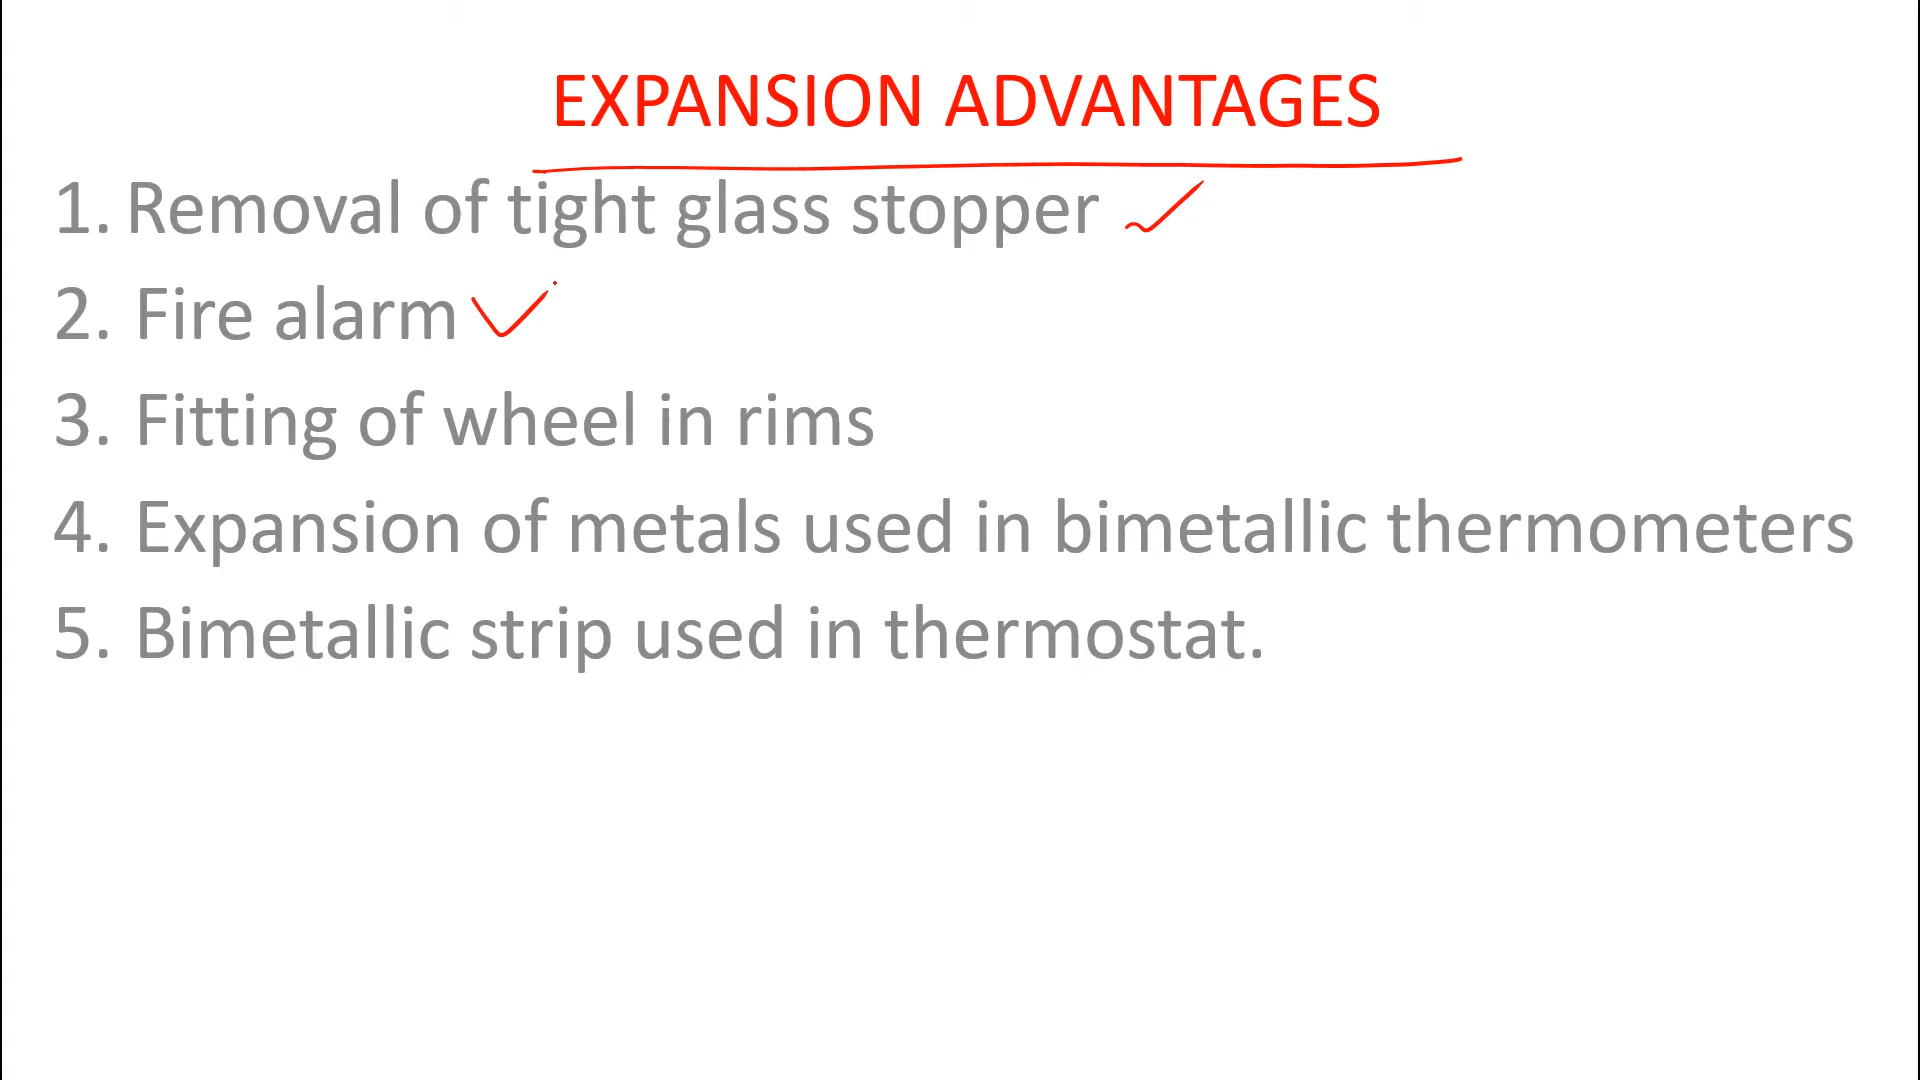 EXPANSION ADVANTAGES
1. Removal of tight glass stopper
2. Fire alarm
3. Fitting of wheel in rims
4. Expansion of metals used in bimetallic thermometers
5. Bimetallic strip used in thermostat.